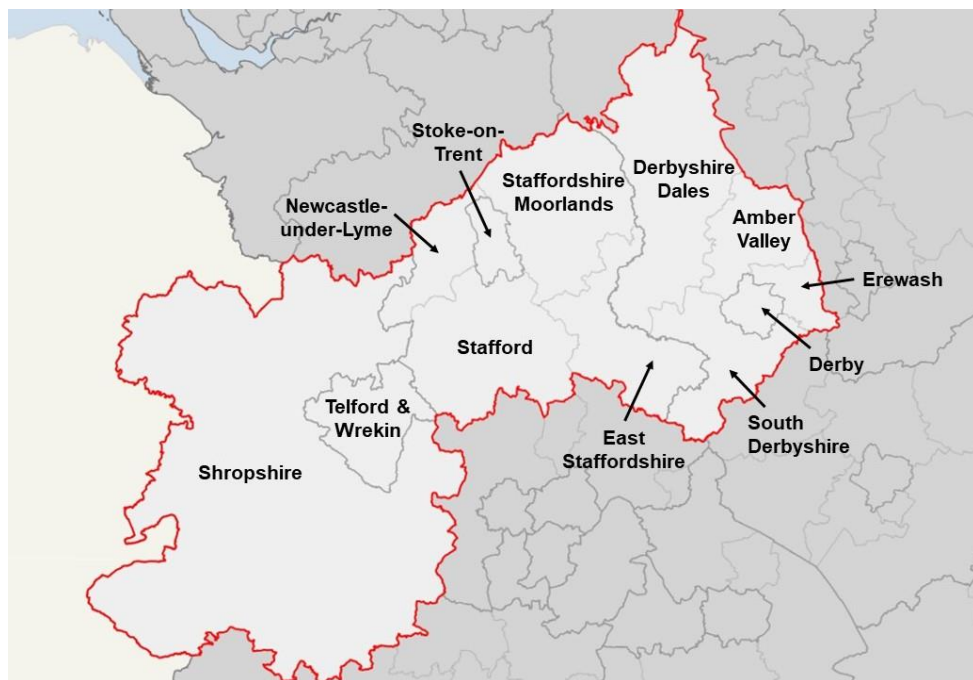 Stoke-on-
Trent
Staffordshire
Moorlands
Derbyshire
Dales
Newcastle-
under-Lyme
Amber
Valley
Erewash
Stafford
Derby
Telford &
Wrekin
East
Staffordshire
South
Derbyshire
Shropshire